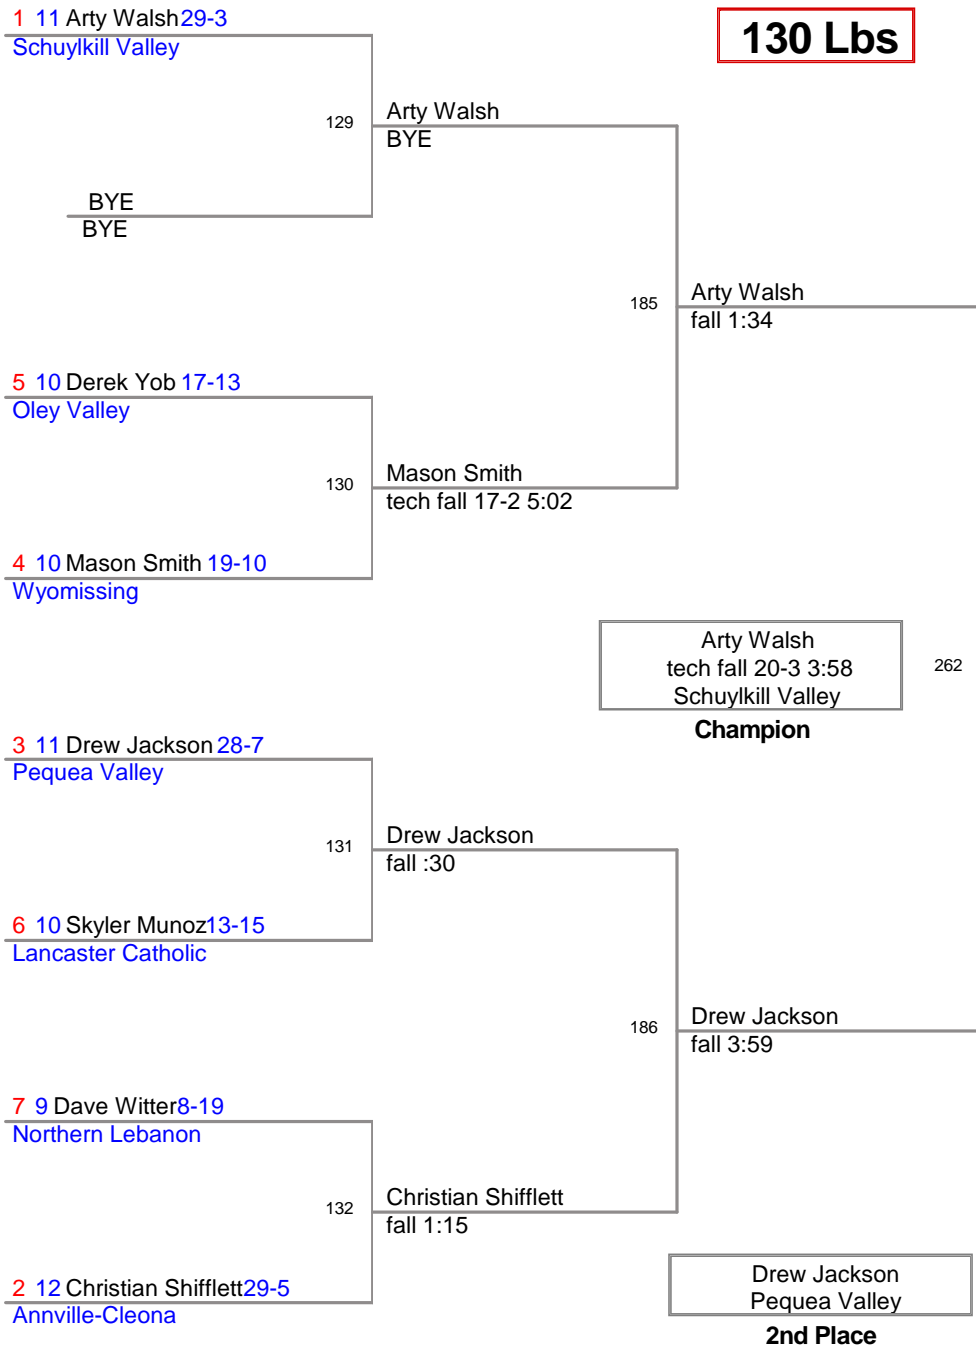 1 11 Arty Walsh 29-3
Schuylkill Valley
130 Lbs
129
Arty Walsh
BYE
BYE
BYE
185
Arty Walsh
fall 1:34
5 10 Derek Yob 17-13
Oley Valley
130
Mason Smith
tech fall 17-2 5:02
4 10 Mason Smith 19-10
Wyomissing
Arty Walsh
tech fall 20-3 3:58
Schuylkill Valley
262
Champion
3 11 Drew Jackson 28-7
Pequea Valley
131
Drew Jackson
fall :30
6 10 Skyler Munoz 13-15
Lancaster Catholic
186
Drew Jackson
fall 3:59
7 9 Dave Witter 8-19
Northern Lebanon
132
Christian Shifflett
fall 1:15
2 12 Christian Shifflett 29-5
Annville-Cleona
Drew Jackson
Pequea Valley
2nd Place